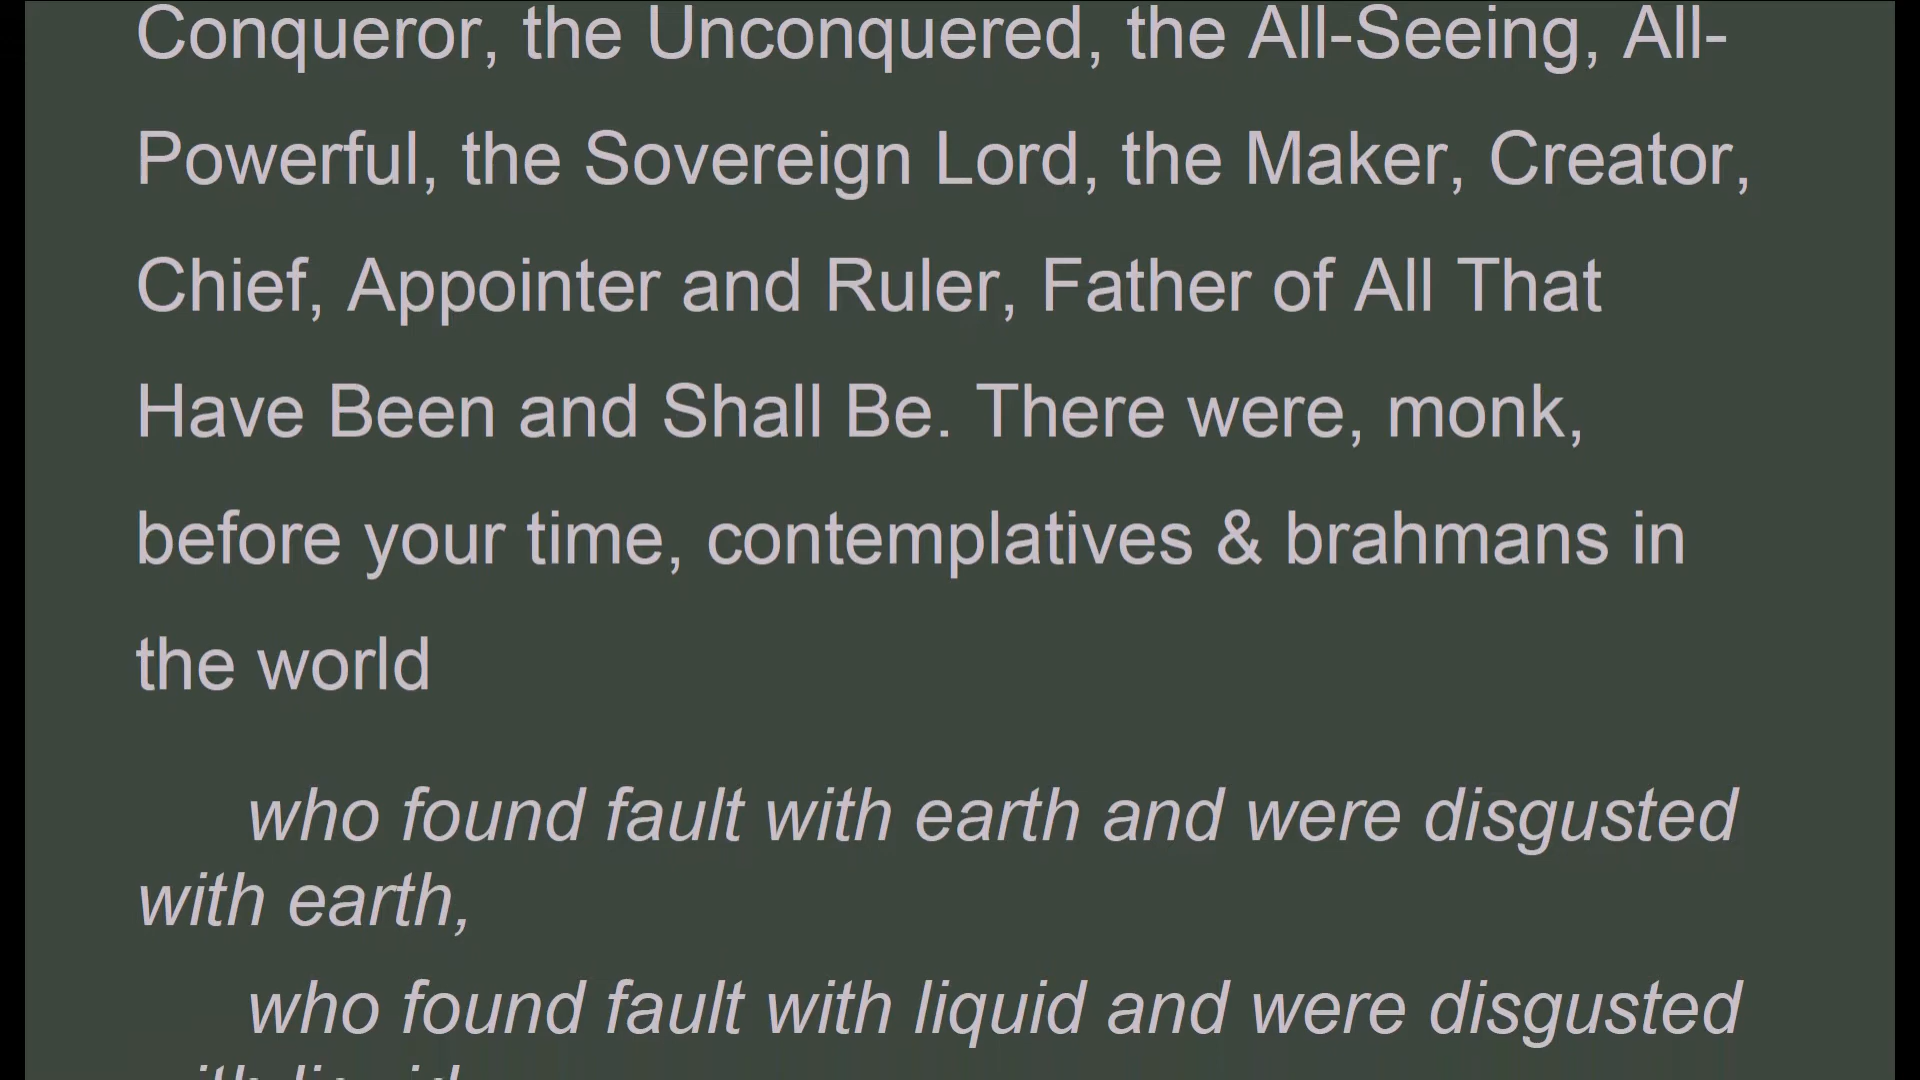 Conqueror, the Unconquered, the All-Seeing, All-
Powerful, the Sovereign Lord, the Maker, Creator,
Chief, Appointer and Ruler, Father of All That
Have Been and Shall Be. There were, monk,
before your time, contemplatives & brahmans in
the world
who found fault with earth and were disgusted
with earth,
who found fault with liquid and were disgusted